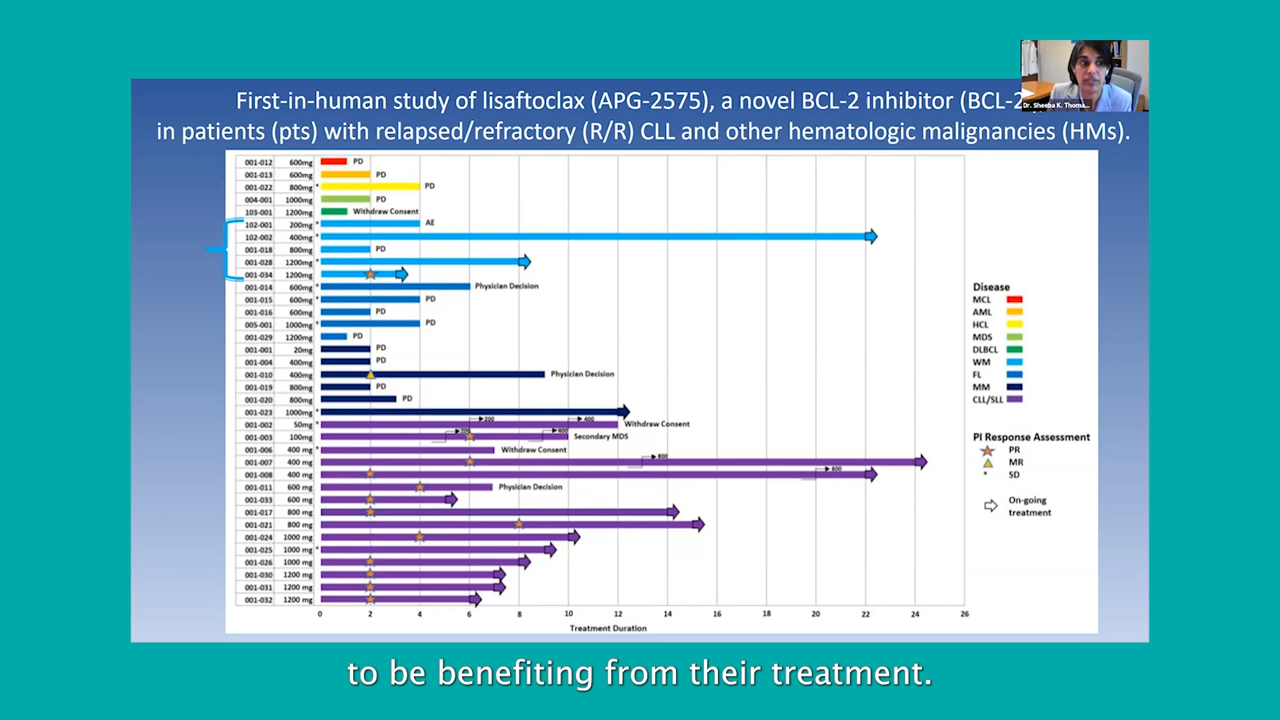 First-in-human study of lisaftoclax (APG-2575), a novel BCL-2 inhibitor (BCL-2
in patients (pts) with relapsed/refractory (R/R) CLL and other hematologic malignancies (HMs).
Dr. Sheeba K. Thoma...
001-012 600mg PD
001-013 600mg PD
001-022 800mg * PD
004-001 1000mg PD
103-001 1200mg Withdraw Consent
102-001 200mg * AE
102-002 400mg *
001-018 800mg PD
001-028 1200mg *
001-034 1200mg *
001-014 600mg * Physician Decision
001-015 600mg * PD
001-016 600mg PD
005-001 1000mg * PD
001-029 1200mg PD
001-001 20mg PD
001-004 400mg PD
001-010 400mg Physician Decision
001-019 800mg PD
001-020 800mg PD
001-023 1000mg *
001-002 50mg * 200 400 Withdraw Consent
001-003 100mg 200 400 Secondary MDS
001-006 400 mg * Withdraw Consent
001-007 400 mg 800
001-008 400 mg 600
001-011 600 mg Physician Decision
001-033 600 mg
001-017 800 mg
001-021 800 mg
001-024 1000 mg
001-025 1000 mg *
001-026 1000 mg
001-030 1200 mg
001-031 1200 mg
001-032 1200 mg
0 2 4 6 8 10 12 14 16 18 20 22 24 26
Treatment Duration
Disease
MCL
AML
HCL
MDS
DLBCL
WM
FL
MM
CLL/SLL
PI Response Assessment
PR
MR
* SD
On-going
treatment
to be benefiting from their treatment.